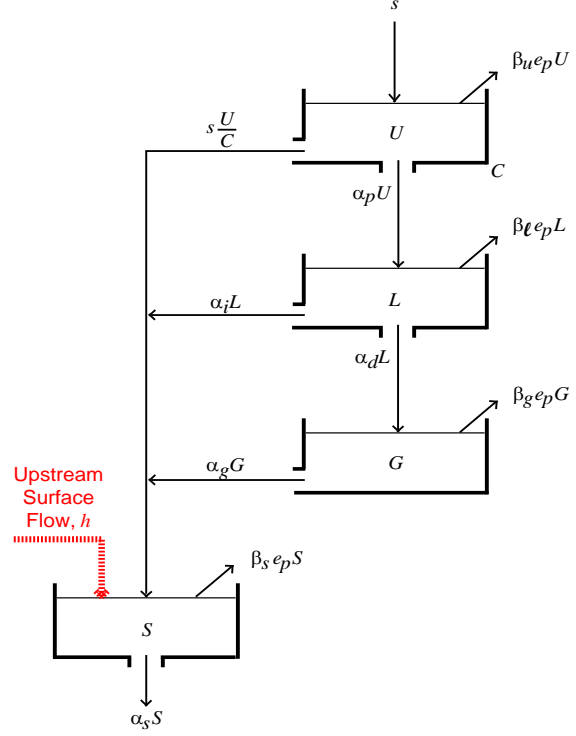 s
β_u e_p U
s U/C
U
C
α_p U
β_ℓ e_p L
α_i L
L
α_d L
β_g e_p G
α_g G
G
Upstream
Surface
Flow, h
β_s e_p S
S
α_s S